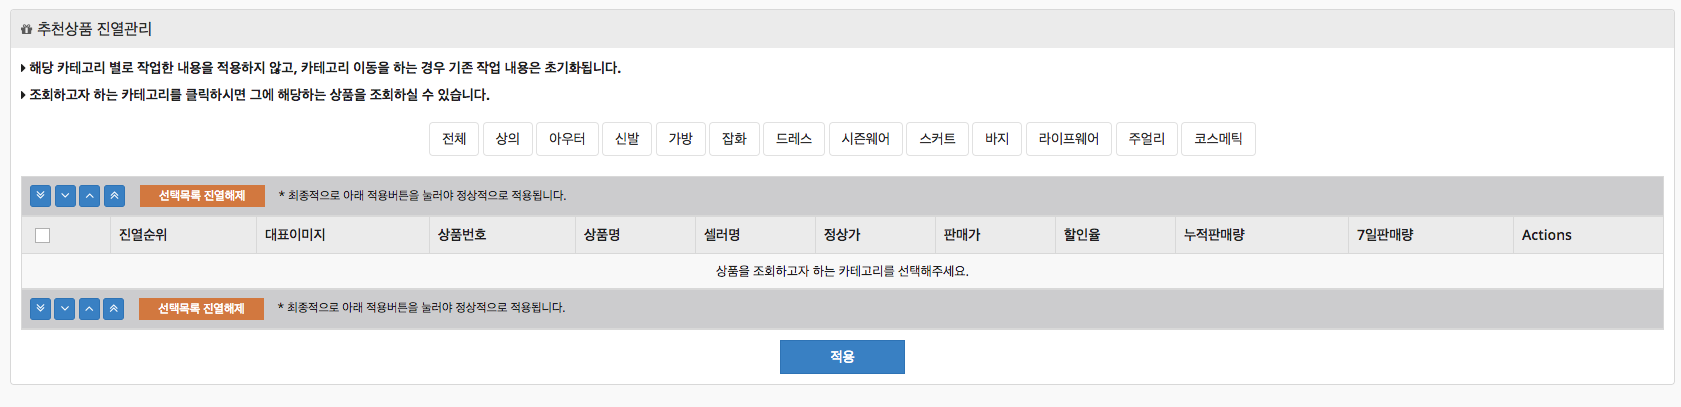 추천상품 진열관리
해당 카테고리 별로 작업한 내용을 적용하지 않고, 카테고리 이동을 하는 경우 기존 작업 내용은 초기화됩니다.
조회하고자 하는 카테고리를 클릭하시면 그에 해당하는 상품을 조회하실 수 있습니다.
전체 상의 아우터 신발 가방 잡화 드레스 시즌웨어 스커트 바지 라이프웨어 주얼리 코스메틱
선택목록 진열해제 * 최종적으로 아래 적용버튼을 눌러야 정상적으로 적용됩니다.
진열순위 대표이미지 상품번호 상품명 셀러명 정상가 판매가 할인율 누적판매량 7일판매량 Actions
상품을 조회하고자 하는 카테고리를 선택해주세요.
선택목록 진열해제 * 최종적으로 아래 적용버튼을 눌러야 정상적으로 적용됩니다.
적용